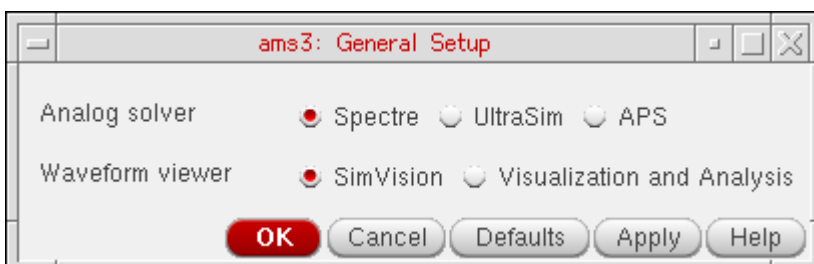 ams3: General Setup
Analog solver Spectre UltraSim APS
Waveform viewer SimVision Visualization and Analysis
OK Cancel Defaults Apply Help